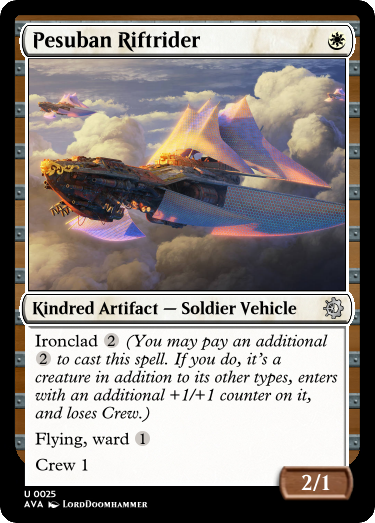 Pesuban Riftrider
Kindred Artifact — Soldier Vehicle
Ironclad 2 (You may pay an additional
2 to cast this spell. If you do, it's a
creature in addition to its other types, enters
with an additional +1/+1 counter on it,
and loses Crew.)
Flying, ward 1
Crew 1
2/1
U 0025
AVA LordDoomhammer